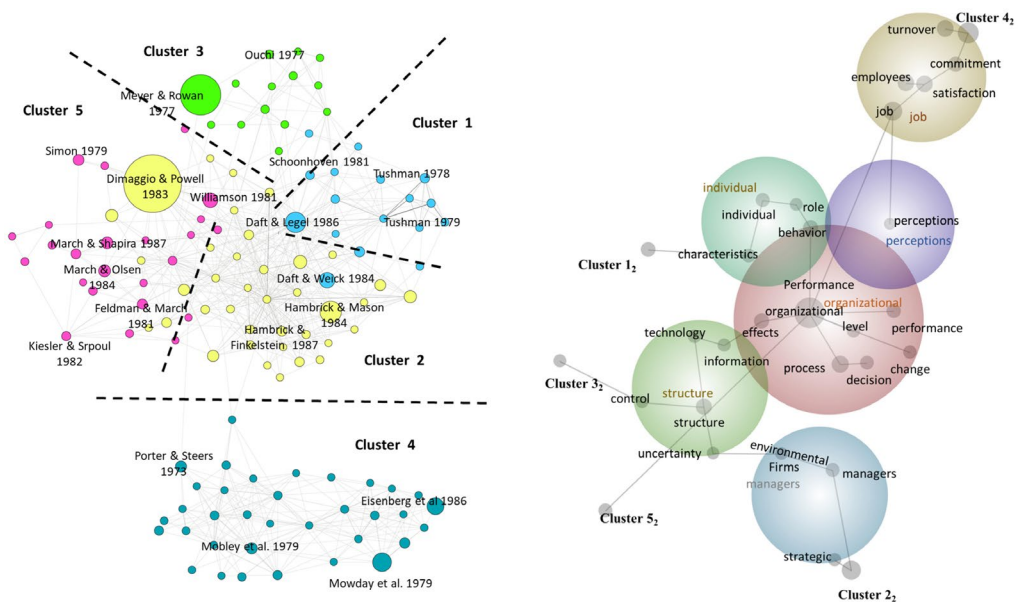 Cluster 3
Ouchi 1977
Meyer & Rowan
1977
Cluster 5
Cluster 1
Simon 1979
Schoonhoven 1981
Tushman 1978
Dimaggio & Powell
1983
Williamson 1981
Daft & Legel 1986
Tushman 1979
March & Shapira 1987
March & Olsen
1984
Daft & Weick 1984
Feldman & March
1981
Hambrick & Mason
1984
Hambrick &
Finkelstein 1987
Kiesler & Srpoul
1982
Cluster 2
Cluster 4
Porter & Steers
1973
Eisenberg et al 1986
Mobley et al. 1979
Mowday et al. 1979
Cluster 4₂
turnover
commitment
employees
satisfaction
job
job
individual
individual
role
behavior
characteristics
Cluster 1₂
perceptions
perceptions
Performance
organizational
organizational
level
performance
effects
technology
information
process
decision
change
Cluster 3₂
control
structure
structure
uncertainty
environmental
Firms
managers
managers
Cluster 5₂
strategic
Cluster 2₂